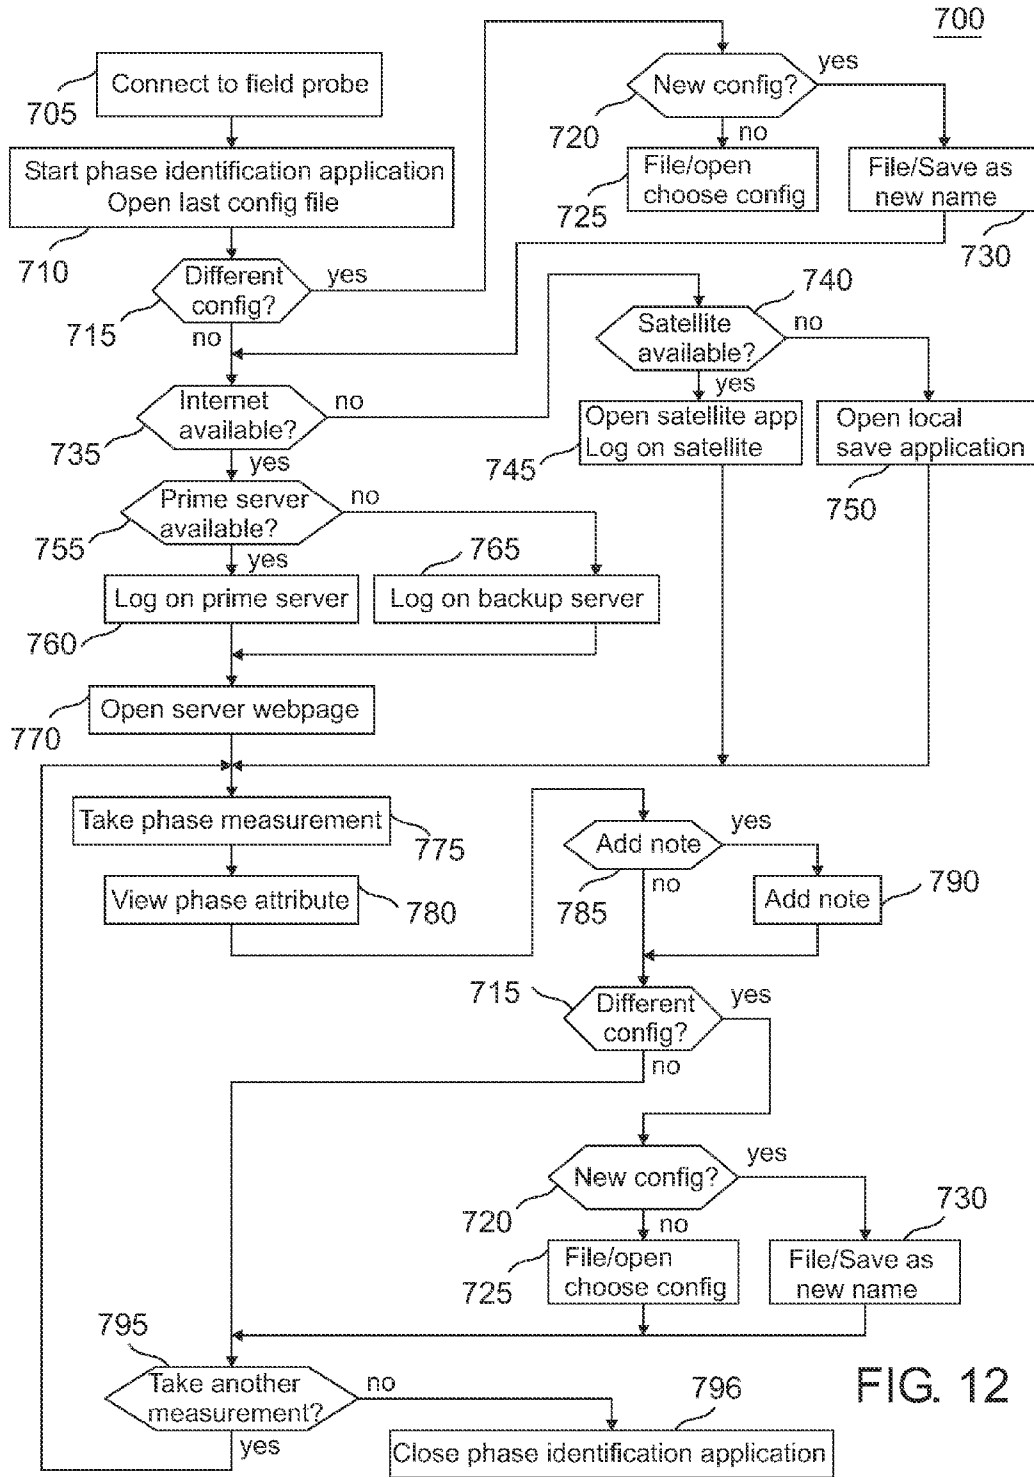 700
Connect to field probe
705
Start phase identification application
Open last config file
710
Different
config?
yes
715
no
New config?
yes
720
no
File/open
choose config
725
File/Save as
new name
730
Internet
available?
no
735
yes
740
Satellite
available?
no
yes
Open satellite app
Log on satellite
745
Open local
save application
750
Prime server
available?
no
755
yes
Log on prime server
760
765
Log on backup server
Open server webpage
770
Take phase measurement
775
View phase attribute
780
Add note
yes
785
no
Add note
790
715
Different
config?
yes
no
New config?
yes
720
no
File/open
choose config
725
730
File/Save as
new name
795
Take another
measurement?
no
yes
796
Close phase identification application
FIG. 12